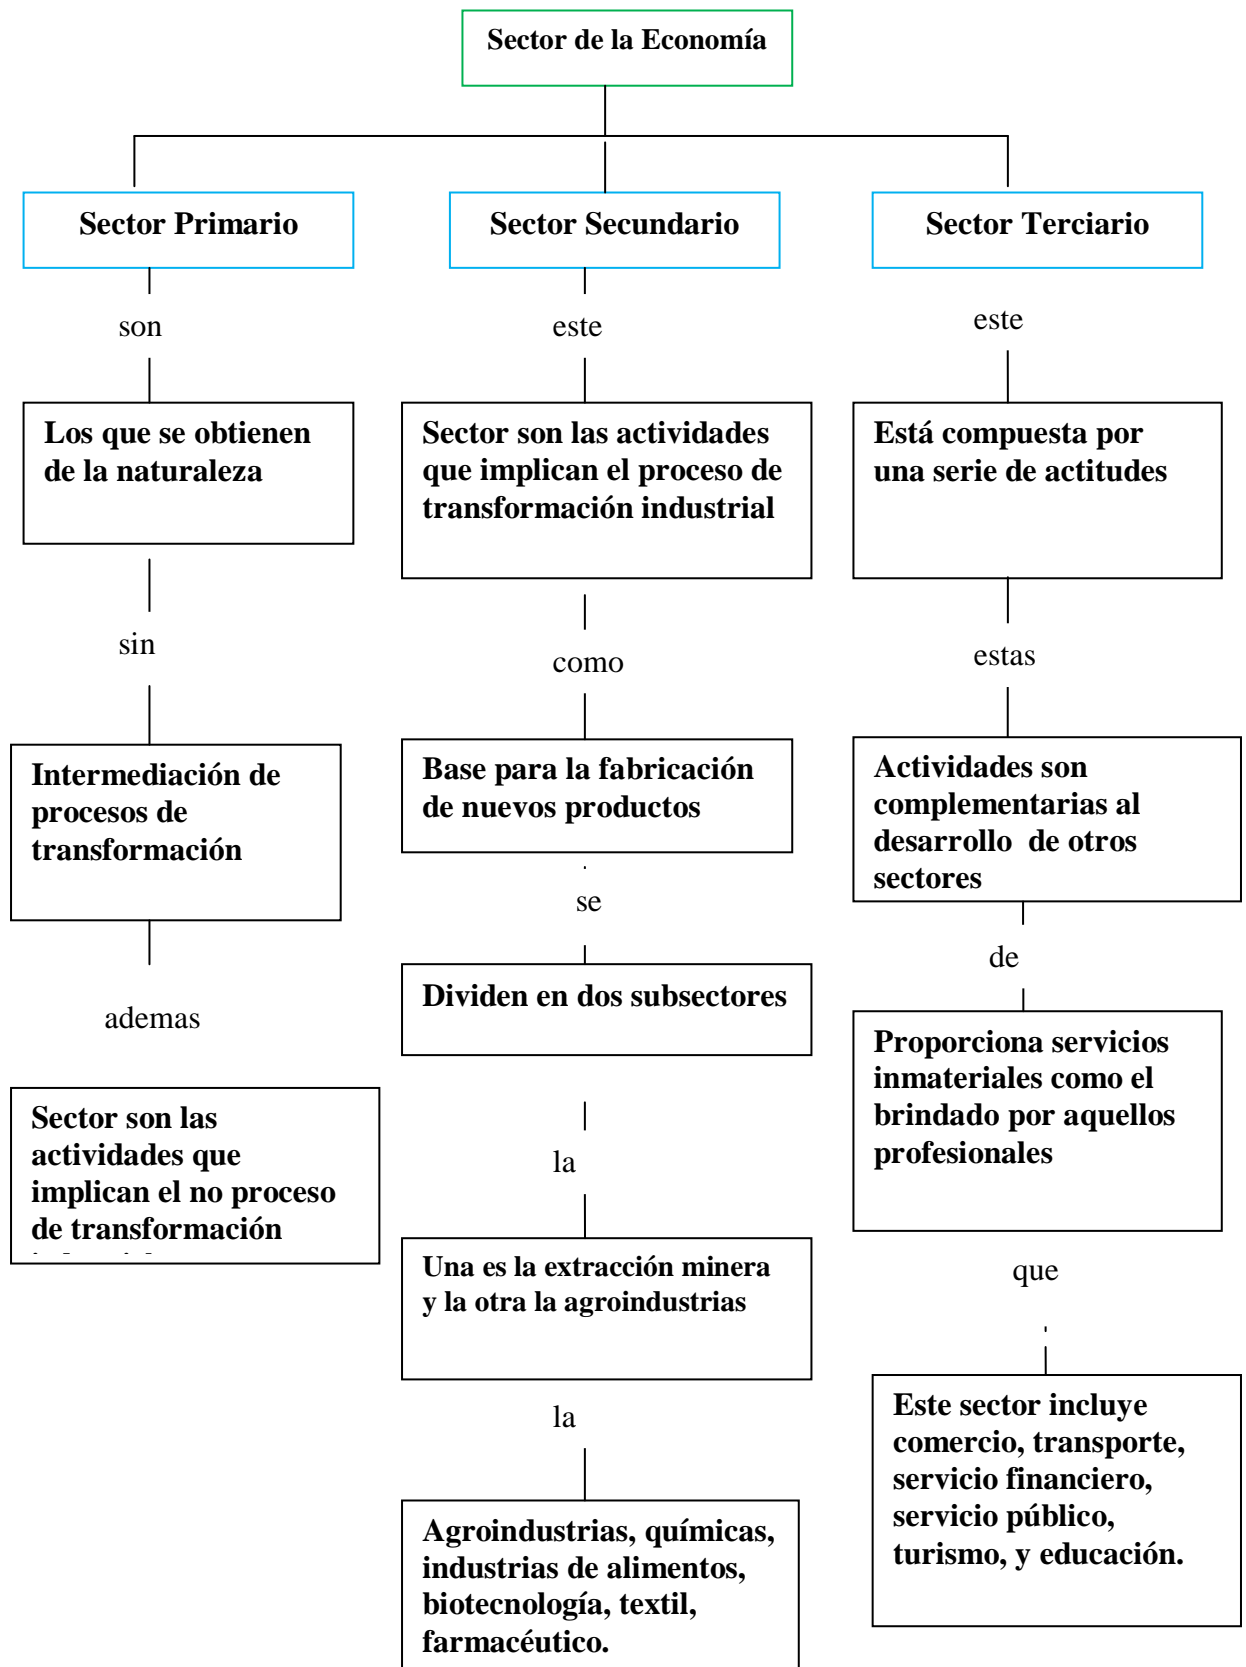 Sector de la Economía
Sector Primario
son
Los que se obtienen
de la naturaleza
sin
Intermediación de
procesos de
transformación
ademas
Sector son las
actividades que
implican el no proceso
de transformación
Sector Secundario
este
Sector son las actividades
que implican el proceso de
transformación industrial
como
Base para la fabricación
de nuevos productos
se
Dividen en dos subsectores
la
Una es la extracción minera
y la otra la agroindustrias
la
Agroindustrias, químicas,
industrias de alimentos,
biotecnología, textil,
farmacéutico.
Sector Terciario
este
Está compuesta por
una serie de actitudes
estas
Actividades son
complementarias al
desarrollo de otros
sectores
de
Proporciona servicios
inmateriales como el
brindado por aquellos
profesionales
que
Este sector incluye
comercio, transporte,
servicio financiero,
servicio público,
turismo, y educación.